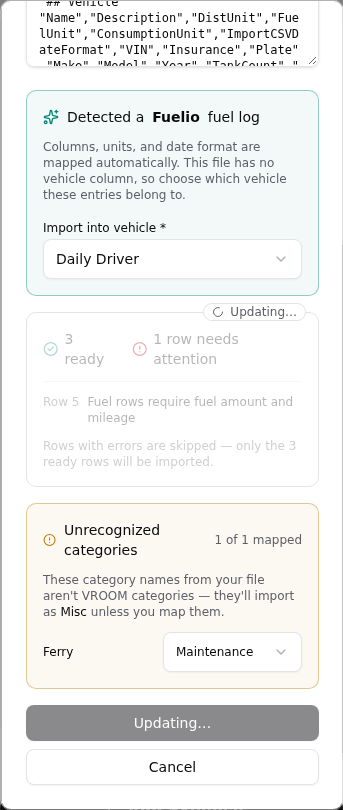 ## Vehicle
"Name","Description","DistUnit","Fue
lUnit","ConsumptionUnit","ImportCSVD
ateFormat","VIN","Insurance","Plate"
,"Make","Model","Year","TankCount","
Detected a Fuelio fuel log
Columns, units, and date format are
mapped automatically. This file has no
vehicle column, so choose which vehicle
these entries belong to.
Import into vehicle *
Daily Driver
Updating…
3 ready
1 row needs attention
Row 5 Fuel rows require fuel amount and
mileage
Rows with errors are skipped — only the 3
ready rows will be imported.
Unrecognized
categories
1 of 1 mapped
These category names from your file
aren't VROOM categories — they'll import
as Misc unless you map them.
Ferry
Maintenance
Updating…
Cancel